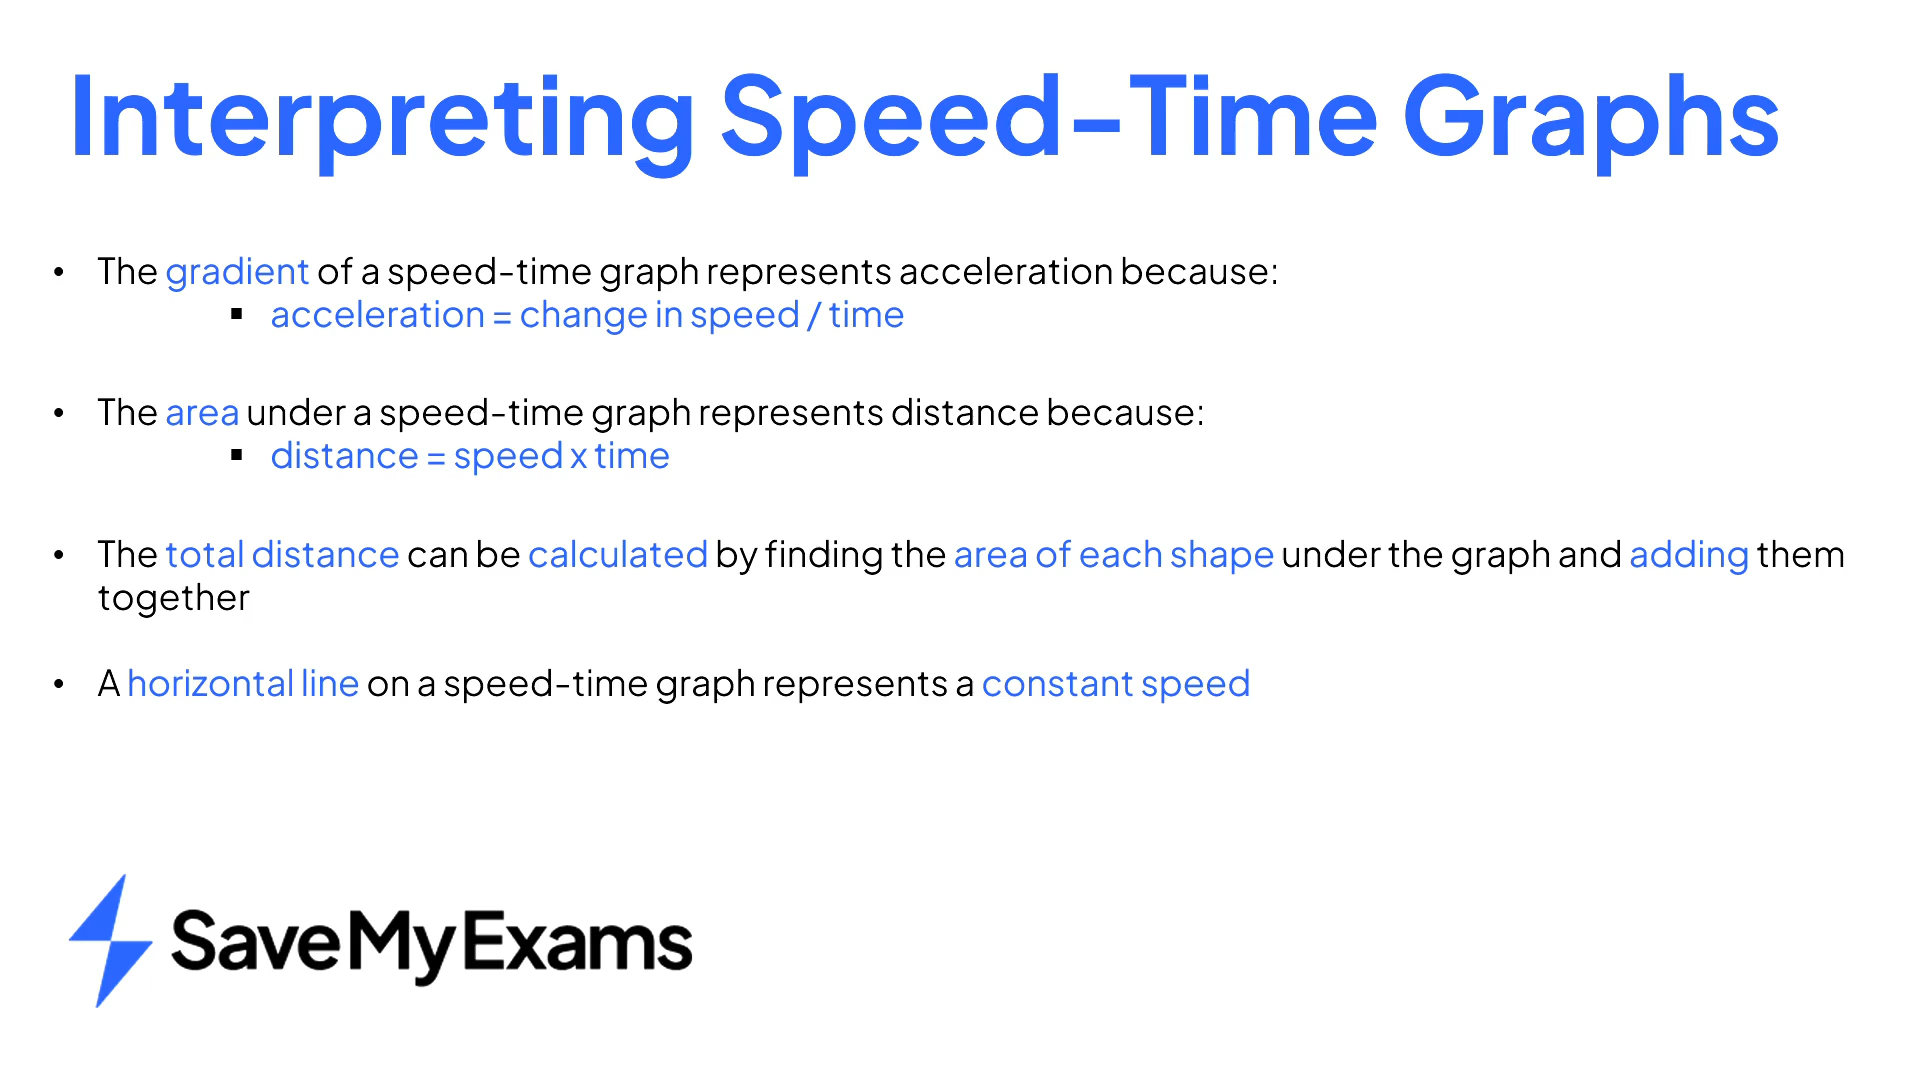 Interpreting Speed-Time Graphs
• The gradient of a speed-time graph represents acceleration because:
▪ acceleration = change in speed / time
• The area under a speed-time graph represents distance because:
▪ distance = speed x time
• The total distance can be calculated by finding the area of each shape under the graph and adding them
together
• A horizontal line on a speed-time graph represents a constant speed
SaveMyExams